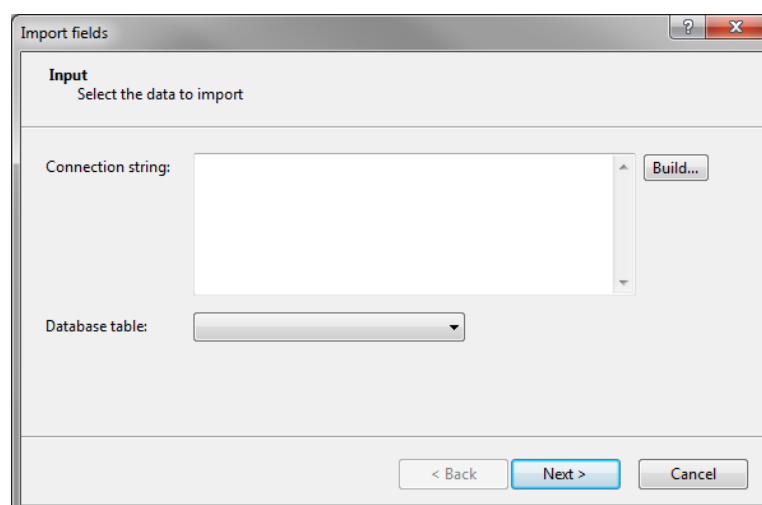 Import fields
?
Input
Select the data to import
Connection string:
Build...
Database table:
< Back
Next >
Cancel